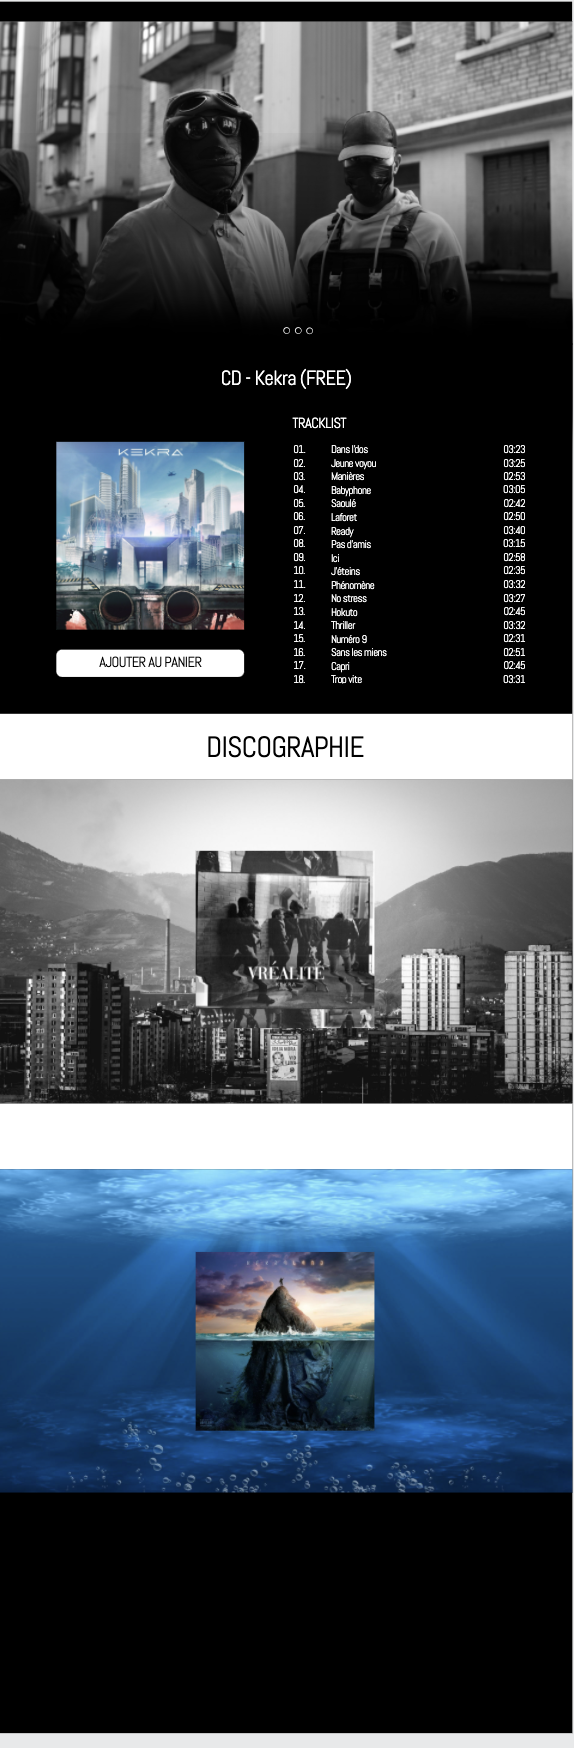 CD - Kekra (FREE)
TRACKLIST
KEKRA
01. Dans l'dos 03:23
02. Jeune voyou 03:25
03. Manières 02:53
04. Babyphone 03:05
05. Saoulé 02:42
06. Laforet 02:50
07. Ready 03:40
08. Pas d'amis 03:15
09. Ici 02:58
10. J'éteins 02:35
11. Phénomène 03:32
12. No stress 03:27
13. Hokuto 02:45
14. Thriller 03:32
15. Numéro 9 02:31
16. Sans les miens 02:51
17. Capri 02:45
18. Trop vite 03:31
AJOUTER AU PANIER
DISCOGRAPHIE
VRÉALITÉ